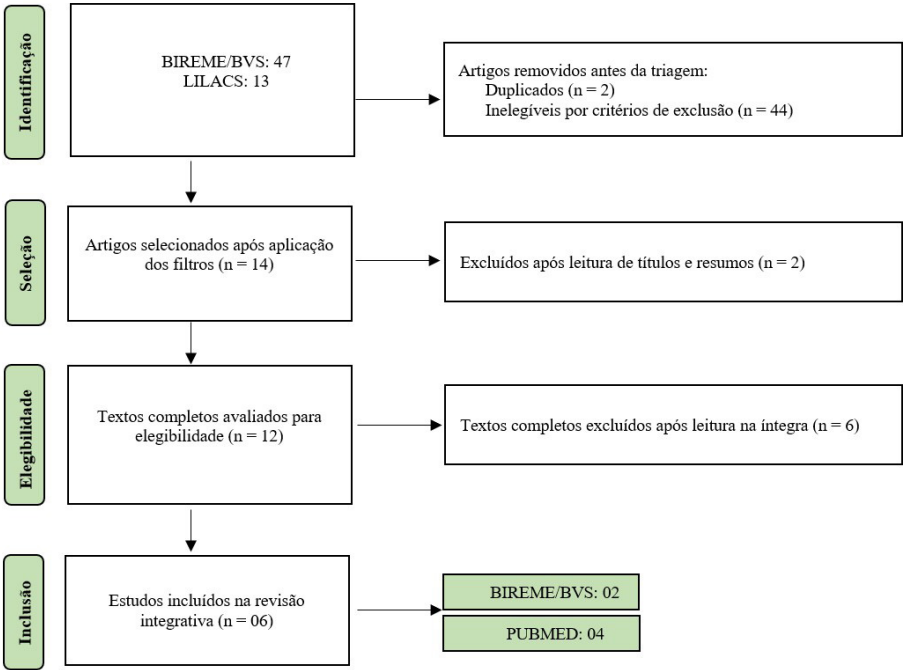 Identificação
BIREME/BVS: 47
LILACS: 13
Artigos removidos antes da triagem:
Duplicados (n = 2)
Inelegíveis por critérios de exclusão (n = 44)
Seleção
Artigos selecionados após aplicação
dos filtros (n = 14)
Excluídos após leitura de títulos e resumos (n = 2)
Elegibilidade
Textos completos avaliados para
elegibilidade (n = 12)
Textos completos excluídos após leitura na íntegra (n = 6)
Inclusão
Estudos incluídos na revisão
integrativa (n = 06)
BIREME/BVS: 02
PUBMED: 04